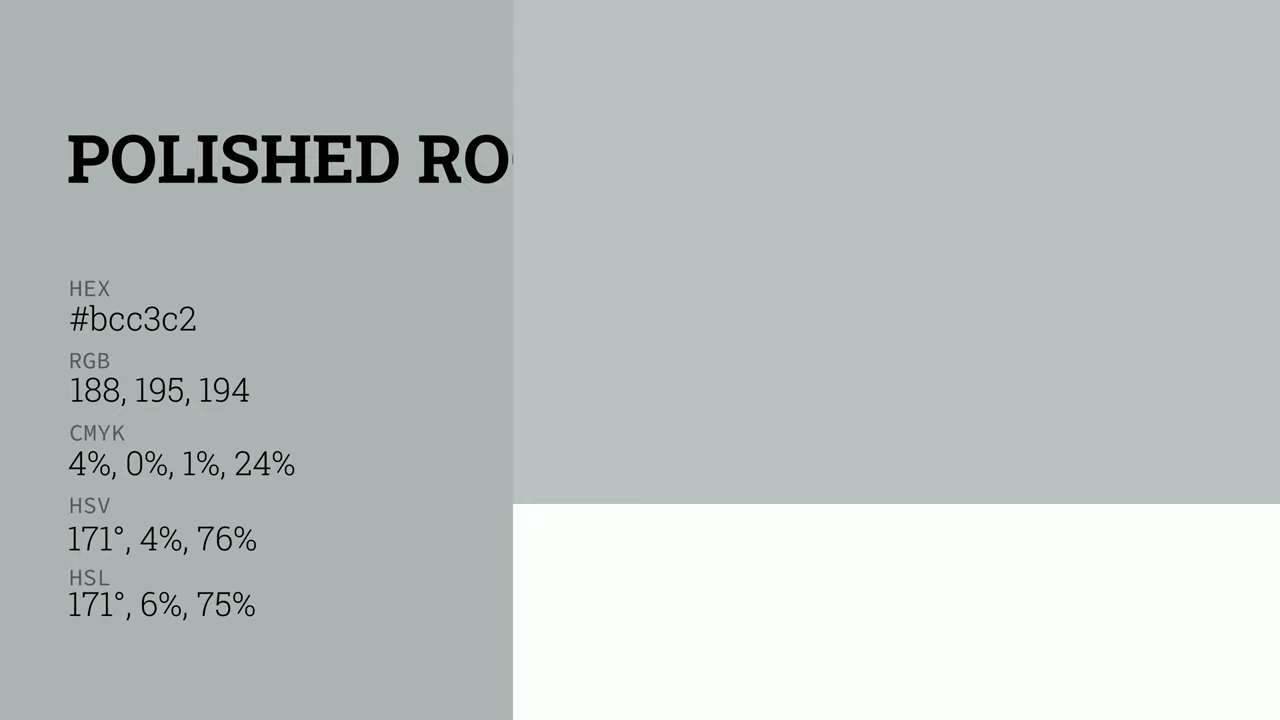 POLISHED RO
HEX
#bcc3c2
RGB
188, 195, 194
CMYK
4%, 0%, 1%, 24%
HSV
171°, 4%, 76%
HSL
171°, 6%, 75%